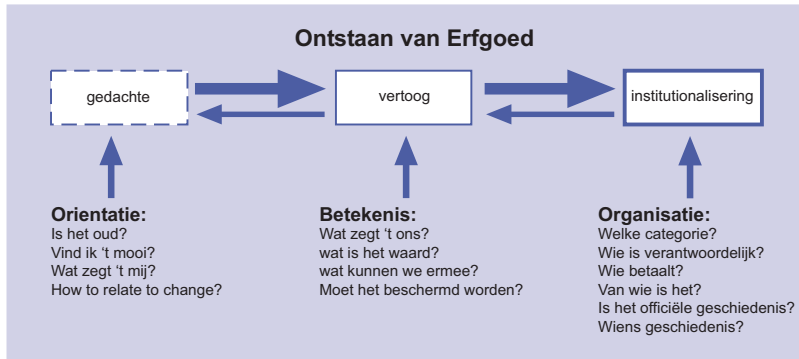 Ontstaan van Erfgoed
gedachte
vertoog
institutionalisering
Orientatie:
Is het oud?
Vind ik ‘t mooi?
Wat zegt ‘t mij?
How to relate to change?
Betekenis:
Wat zegt ‘t ons?
wat is het waard?
wat kunnen we ermee?
Moet het beschermd worden?
Organisatie:
Welke categorie?
Wie is verantwoordelijk?
Wie betaalt?
Van wie is het?
Is het officiële geschiedenis?
Wiens geschiedenis?